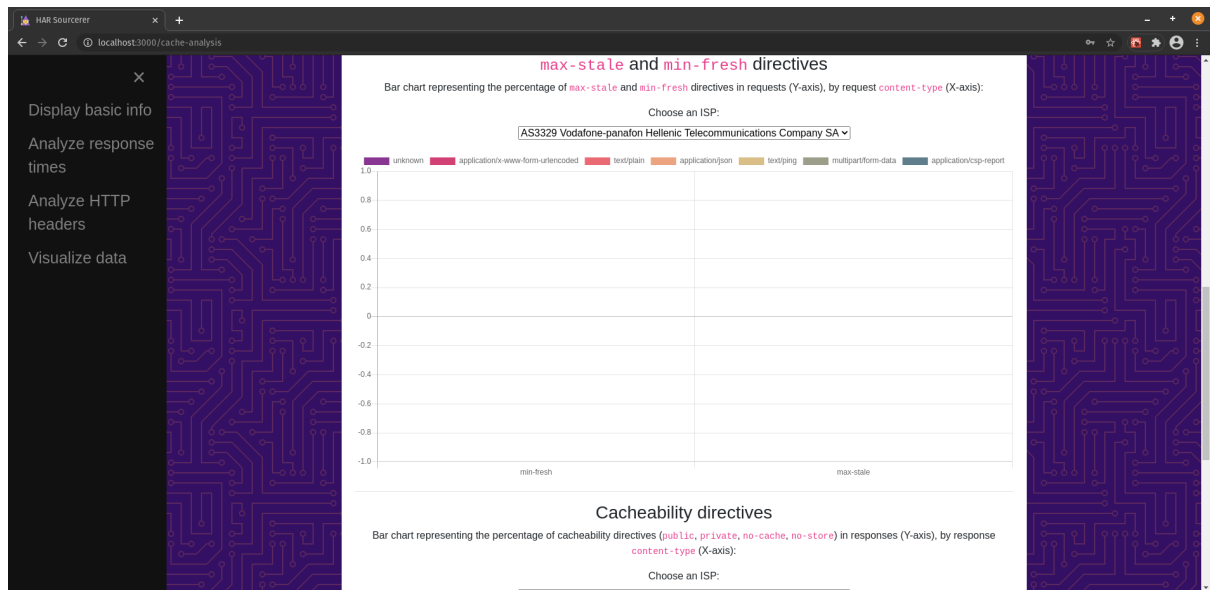 HAR Sourcerer
localhost:3000/cache-analysis
Display basic info
Analyze response
times
Analyze HTTP
headers
Visualize data
max-stale and min-fresh directives
Bar chart representing the percentage of max-stale and min-fresh directives in requests (Y-axis), by request content-type (X-axis):
Choose an ISP:
AS3329 Vodafone-panafon Hellenic Telecommunications Company SA
unknown application/x-www-form-urlencoded text/plain application/json text/ping multipart/form-data application/csp-report
1.0
0.8
0.6
0.4
0.2
0
-0.2
-0.4
-0.6
-0.8
-1.0
min-fresh max-stale
Cacheability directives
Bar chart representing the percentage of cacheability directives (public, private, no-cache, no-store) in responses (Y-axis), by response
content-type (X-axis):
Choose an ISP: